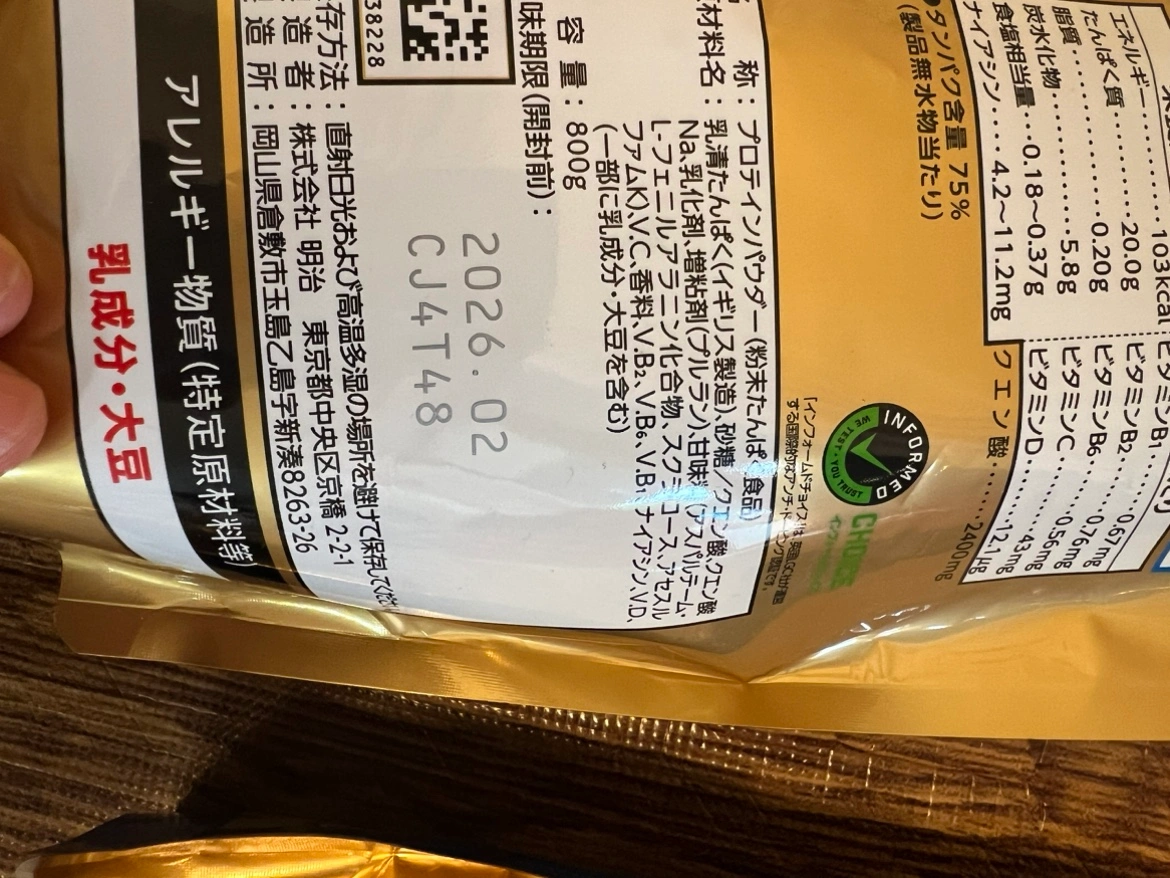 エネルギー 103kcal
たんぱく質 20.0g
脂質 0.20g
炭水化物 5.8g
食塩相当量 0.18〜0.37g
ナイアシン 4.2〜11.2mg
ビタミンB1
ビタミンB2 0.67mg
ビタミンB6 0.76mg
ビタミンC 0.56mg
ビタミンD 43mg
12.1μg
クエン酸 2400mg
●タンパク含量 75%
(製品無水物当たり)
INFORMED
WE TEST・YOU TRUST
CHOICE
称：プロテインパウダー(粉末たんぱく食品)
材料名：乳清たんぱく(イギリス製造)、砂糖／クエン酸、クエン酸
Na、乳化剤、増粘剤(プルラン)、甘味料(アスパルテーム・
L-フェニルアラニン化合物、スクラロース、アセスル
ファムK)、V.C、香料、V.B₂、V.B₆、V.B₁、ナイアシン、V.D、
(一部に乳成分・大豆を含む)
容量：800g
味期限(開封前)：
2026.02
CJ4T48
38228
存方法：直射日光および高温多湿の場所を避けて保存してください
造者：株式会社 明治 東京都中央区京橋 2-2-1
造所：岡山県倉敷市玉島乙島字新湊8263-26
アレルギー物質(特定原材料等)
乳成分・大豆